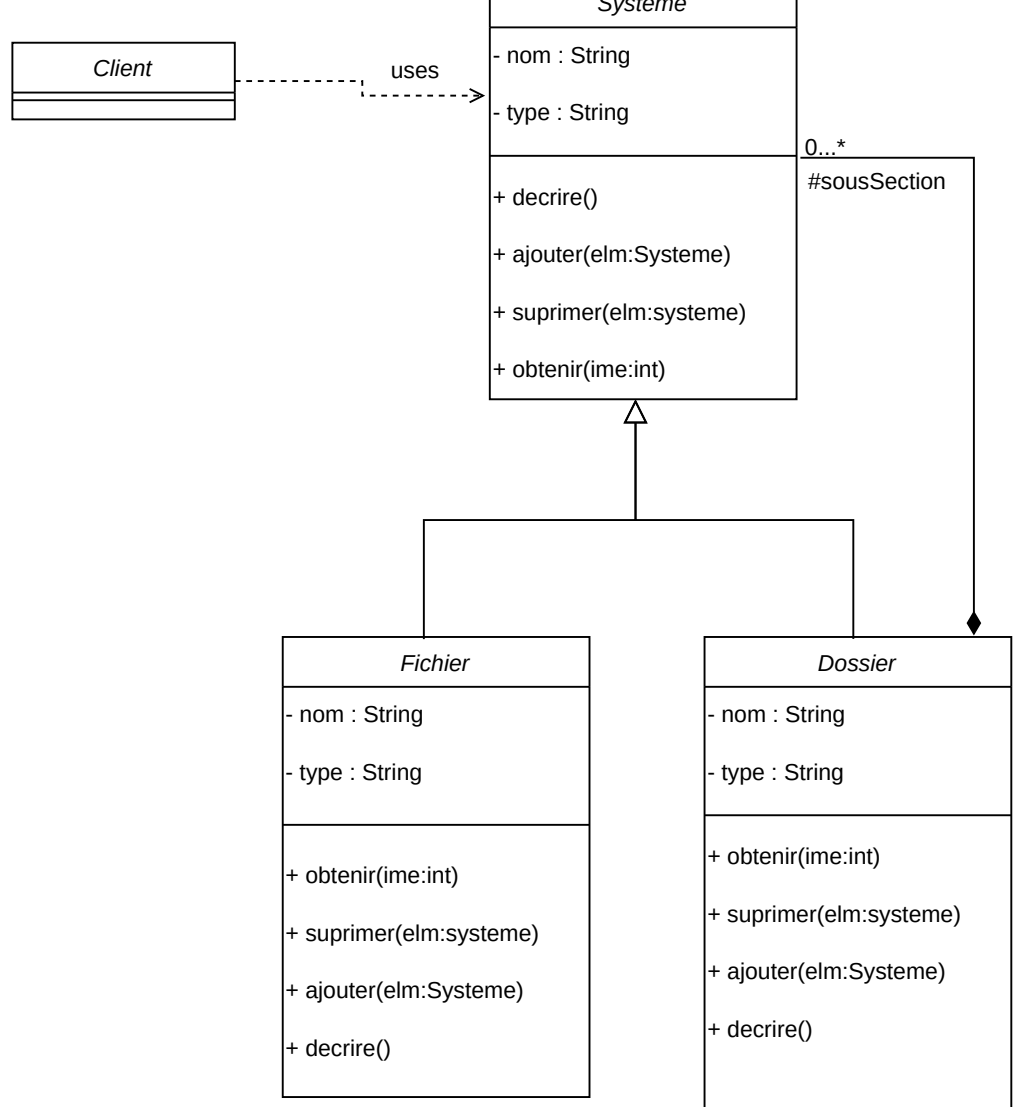 Systeme
Client
uses
- nom : String
- type : String
0...*
#sousSection
+ decrire()
+ ajouter(elm:Systeme)
+ suprimer(elm:systeme)
+ obtenir(ime:int)
Fichier
- nom : String
- type : String
+ obtenir(ime:int)
+ suprimer(elm:systeme)
+ ajouter(elm:Systeme)
+ decrire()
Dossier
- nom : String
- type : String
+ obtenir(ime:int)
+ suprimer(elm:systeme)
+ ajouter(elm:Systeme)
+ decrire()